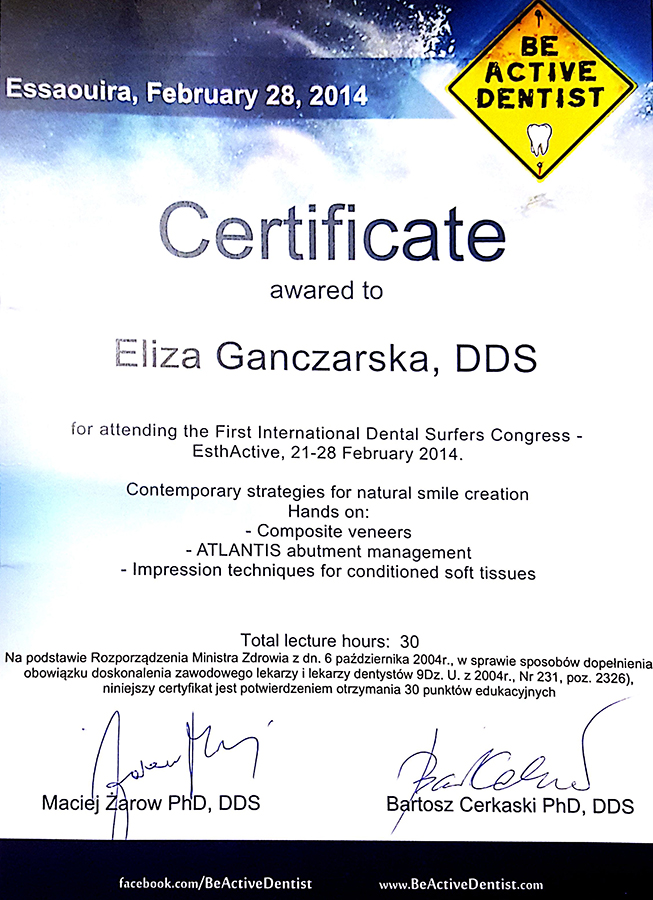 Essaouira, February 28, 2014
BE
ACTIVE
DENTIST
Certificate
awared to
Eliza Ganczarska, DDS
for attending the First International Dental Surfers Congress -
EsthActive, 21-28 February 2014.
Contemporary strategies for natural smile creation
Hands on:
- Composite veneers
- ATLANTIS abutment management
- Impression techniques for conditioned soft tissues
Total lecture hours: 30
Na podstawie Rozporządzenia Ministra Zdrowia z dn. 6 października 2004r., w sprawie sposobów dopełnienia
obowiązku doskonalenia zawodowego lekarzy i lekarzy dentystów 9Dz. U. z 2004r., Nr 231, poz. 2326),
niniejszy certyfikat jest potwierdzeniem otrzymania 30 punktów edukacyjnych
Maciej Żarow PhD, DDS
Bartosz Cerkaski PhD, DDS
facebook.com/BeActiveDentist
www.BeActiveDentist.com